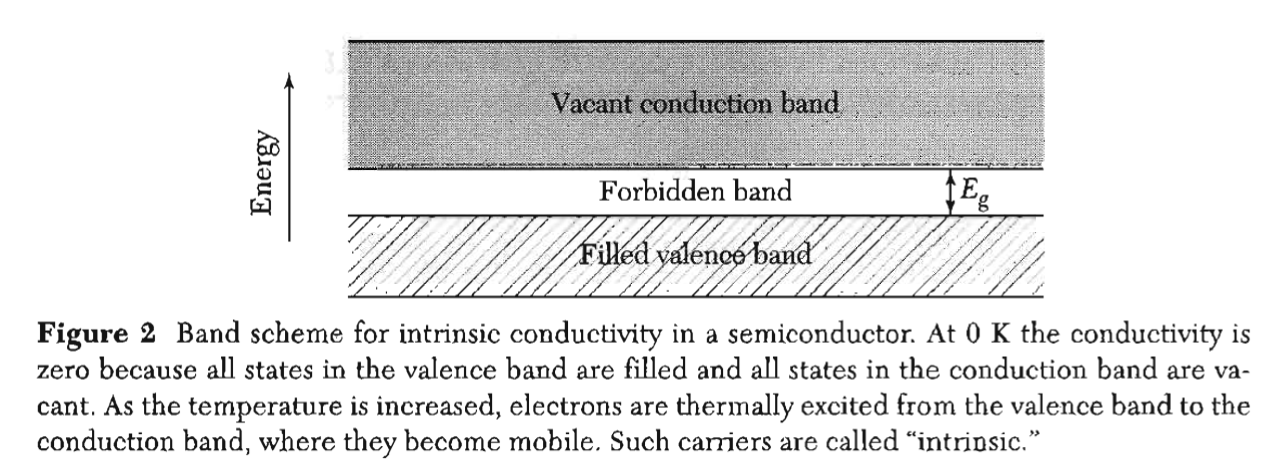 Vacant conduction band
Energy
Forbidden band
Eg
Filled valence band
Figure 2 Band scheme for intrinsic conductivity in a semiconductor. At 0 K the conductivity is
zero because all states in the valence band are filled and all states in the conduction band are va-
cant. As the temperature is increased, electrons are thermally excited from the valence band to the
conduction band, where they become mobile. Such carriers are called “intrinsic.”